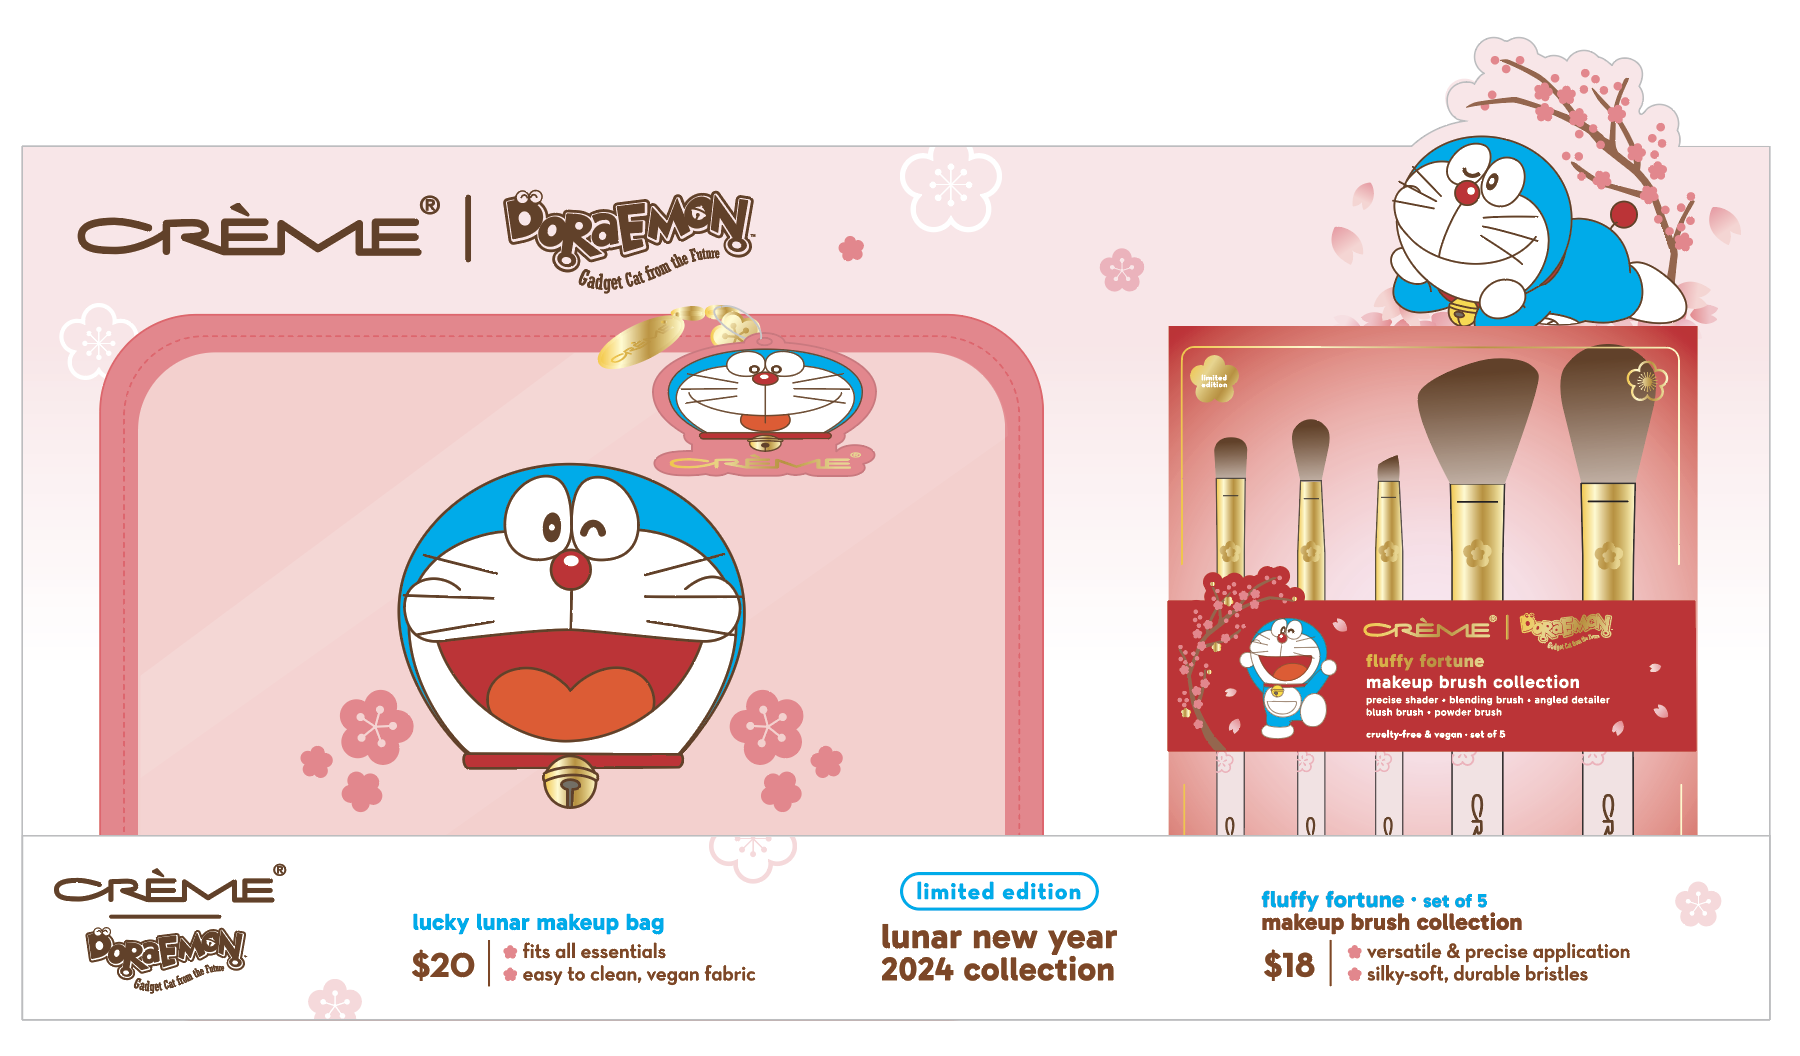 CRÈME®
DORAEMON™
Gadget Cat from the Future
CRÈME
CRÈME®
limited
edition
CRÈME® | DORAEMON
Gadget Cat from the Future
fluffy fortune
makeup brush collection
precise shader • blending brush • angled detailer
blush brush • powder brush
cruelty-free & vegan · set of 5
CR
CR
CRÈME®
DORAEMON
Gadget Cat from the Future
lucky lunar makeup bag
$20
fits all essentials
easy to clean, vegan fabric
limited edition
lunar new year
2024 collection
fluffy fortune · set of 5
makeup brush collection
$18
versatile & precise application
silky-soft, durable bristles